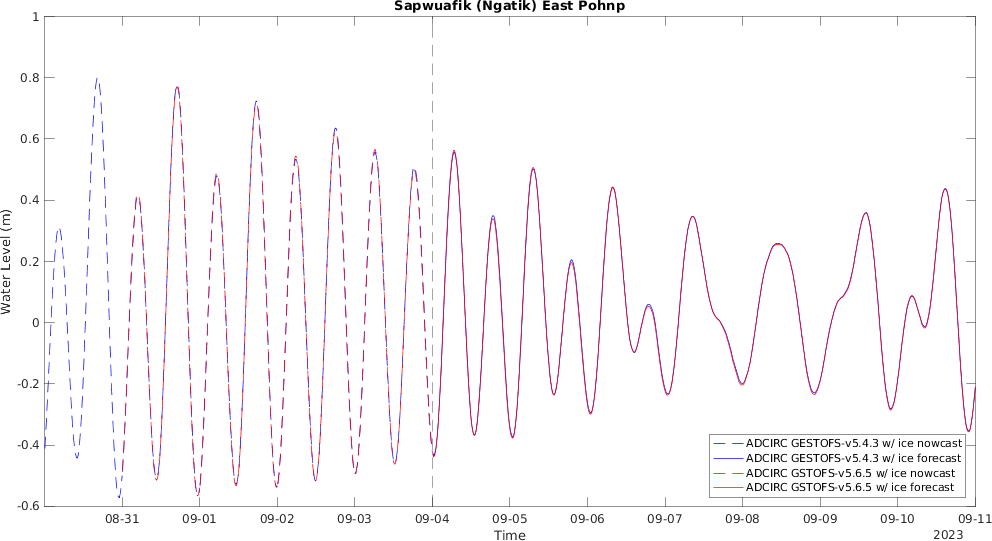 Sapwuafik (Ngatik) East Pohnp
1
0.8
0.6
0.4
0.2
0
-0.2
-0.4
-0.6
Water Level (m)
08-31 09-01 09-02 09-03 09-04 09-05 09-06 09-07 09-08 09-09 09-10 09-11
Time
2023
ADCIRC GESTOFS-v5.4.3 w/ ice nowcast
ADCIRC GESTOFS-v5.4.3 w/ ice forecast
ADCIRC GSTOFS-v5.6.5 w/ ice nowcast
ADCIRC GSTOFS-v5.6.5 w/ ice forecast